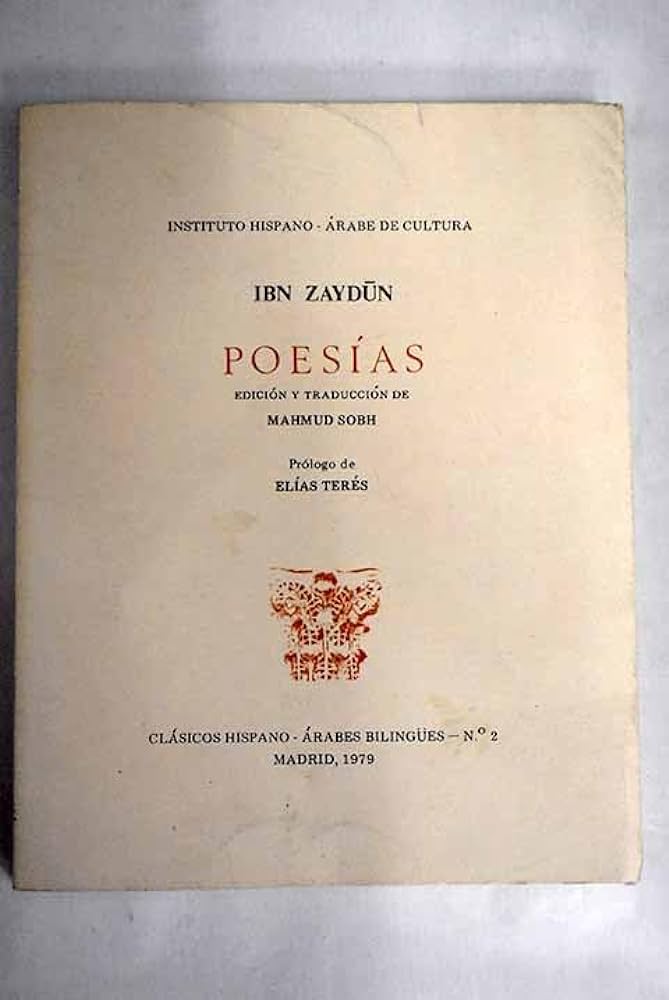 INSTITUTO HISPANO - ÁRABE DE CULTURA
IBN ZAYDŪN
POESÍAS
EDICIÓN Y TRADUCCIÓN DE
MAHMUD SOBH
Prólogo de
ELÍAS TERÉS
CLÁSICOS HISPANO - ÁRABES BILINGÜES — N.º 2
MADRID, 1979